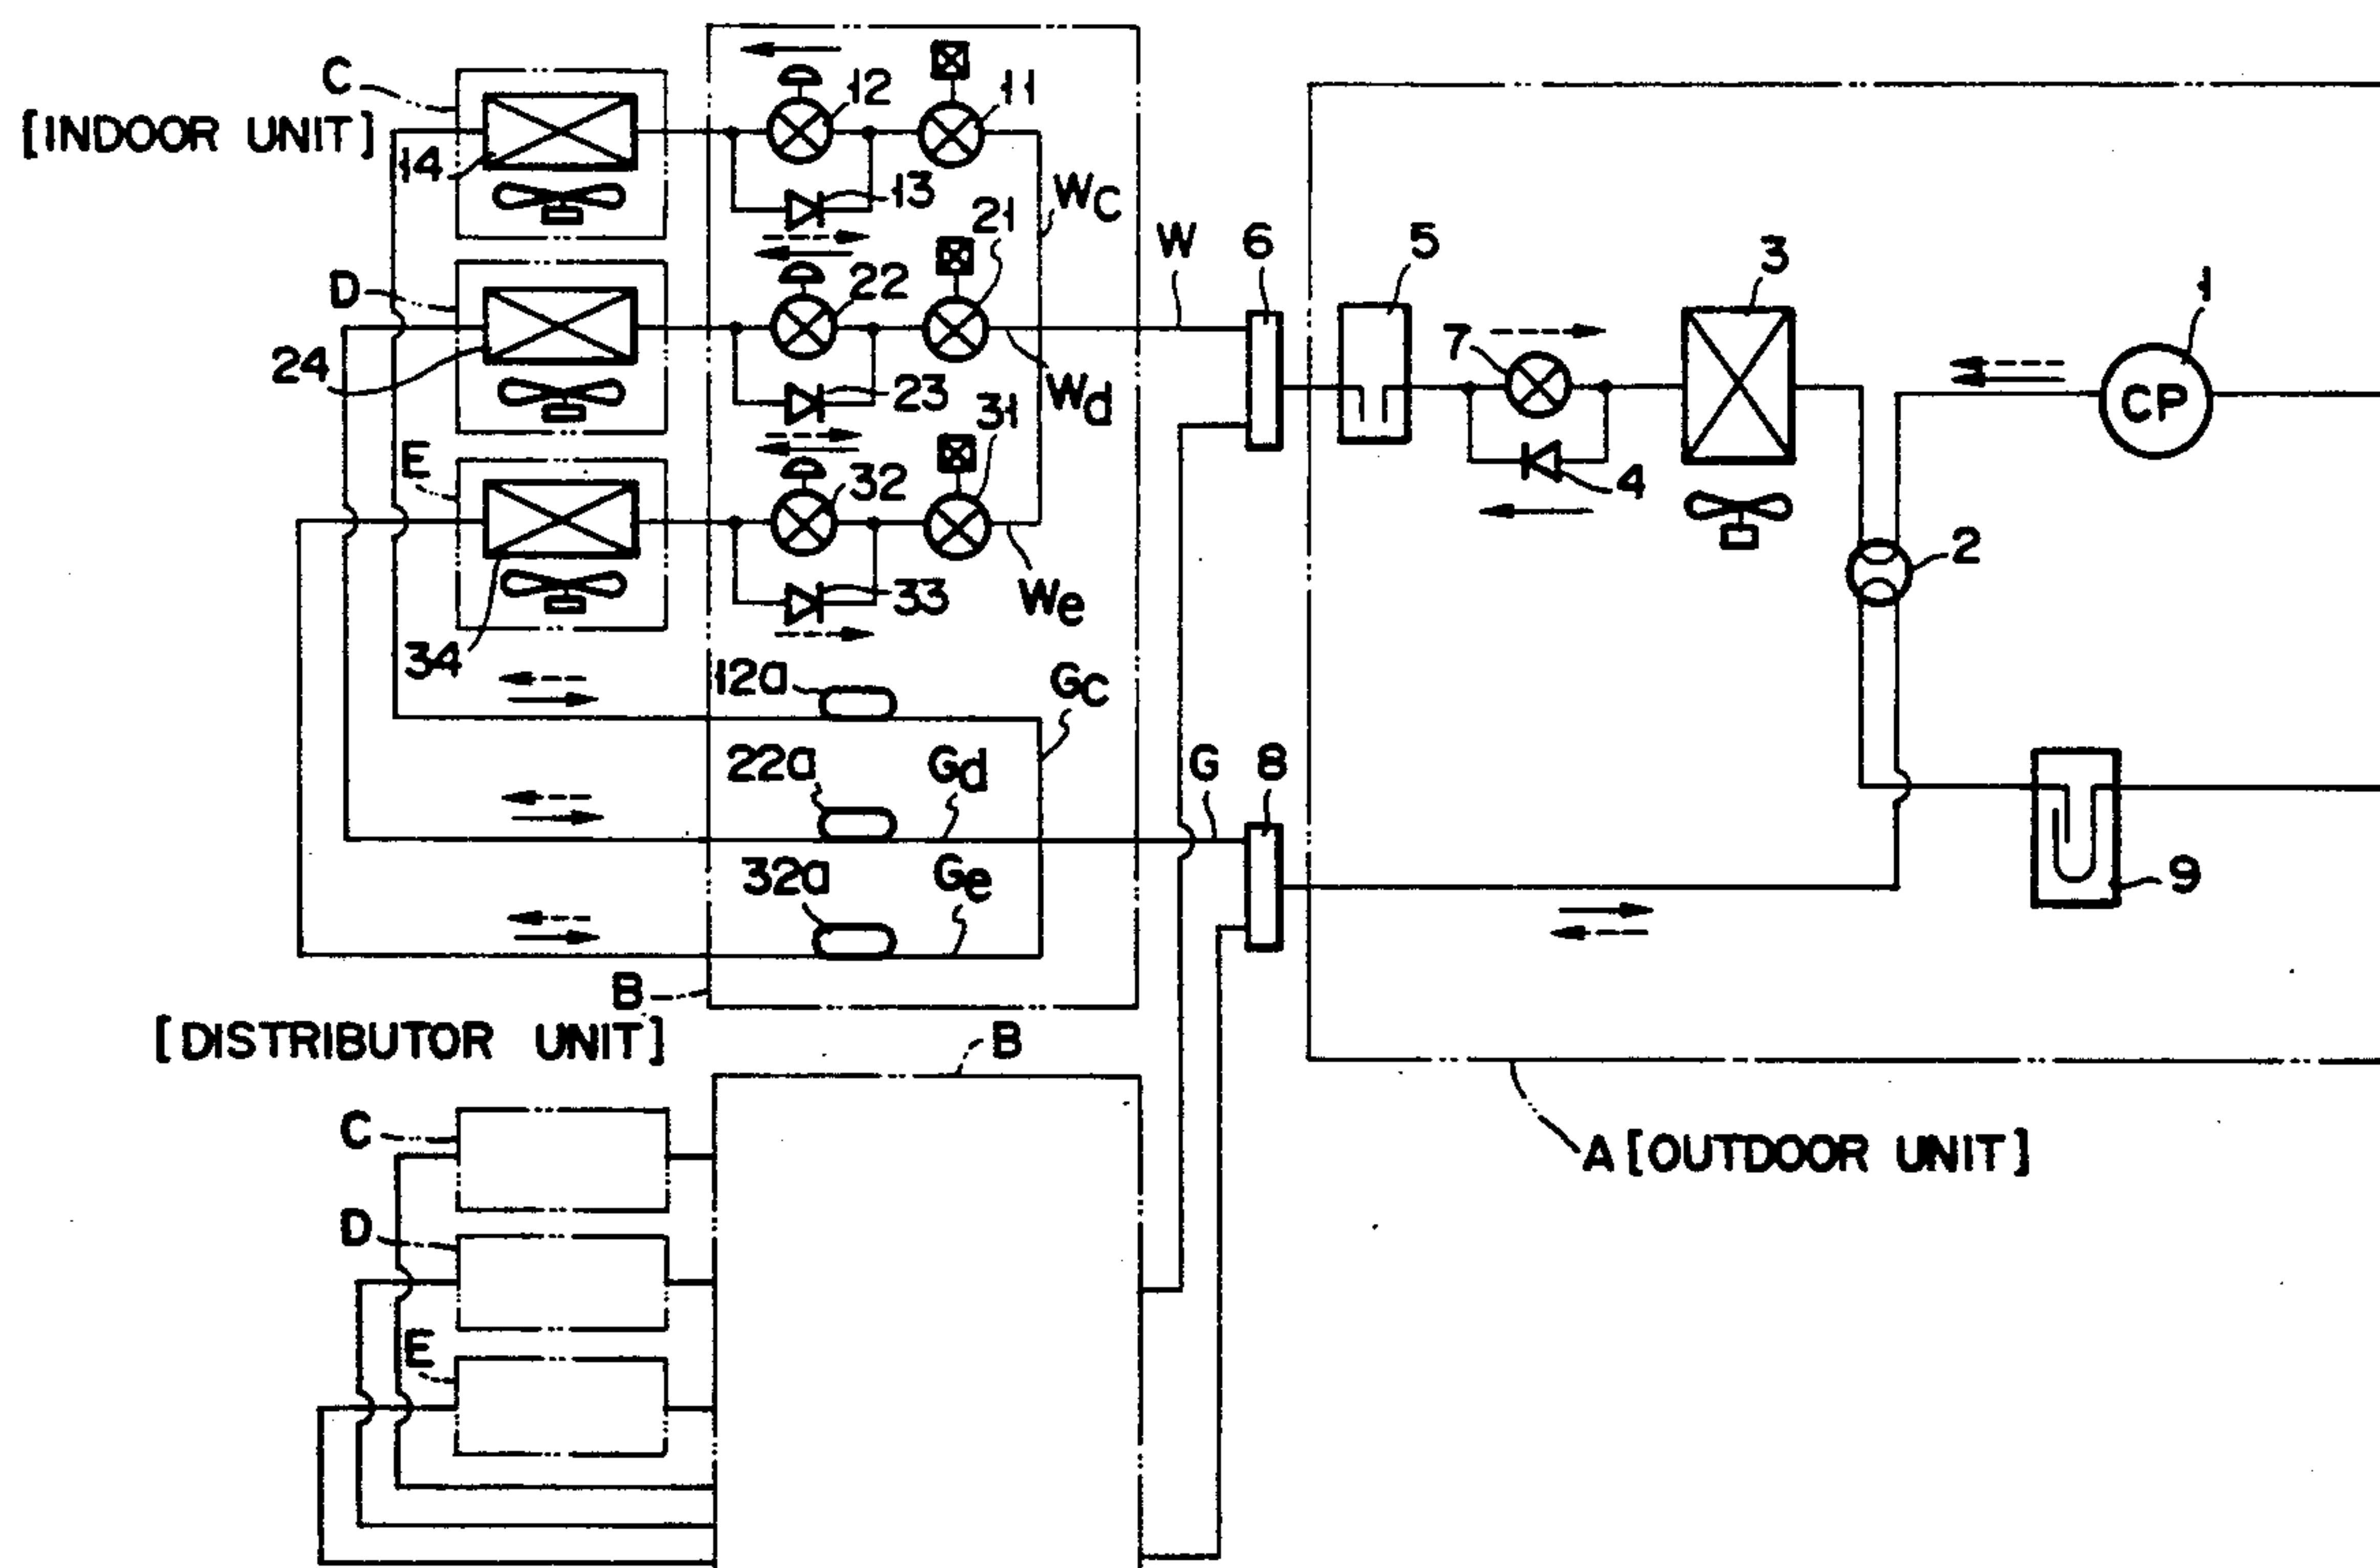 C
[INDOOR UNIT]
14
12
11
13
Wc
D
24
22
21
23
Wd
W
6
5
7
3
1
CP
4
E
34
32
31
33
We
2
12a
Gc
22a
Gd
G
8
32a
Ge
9
B
[DISTRIBUTOR UNIT]
B
A [OUTDOOR UNIT]
C
D
E